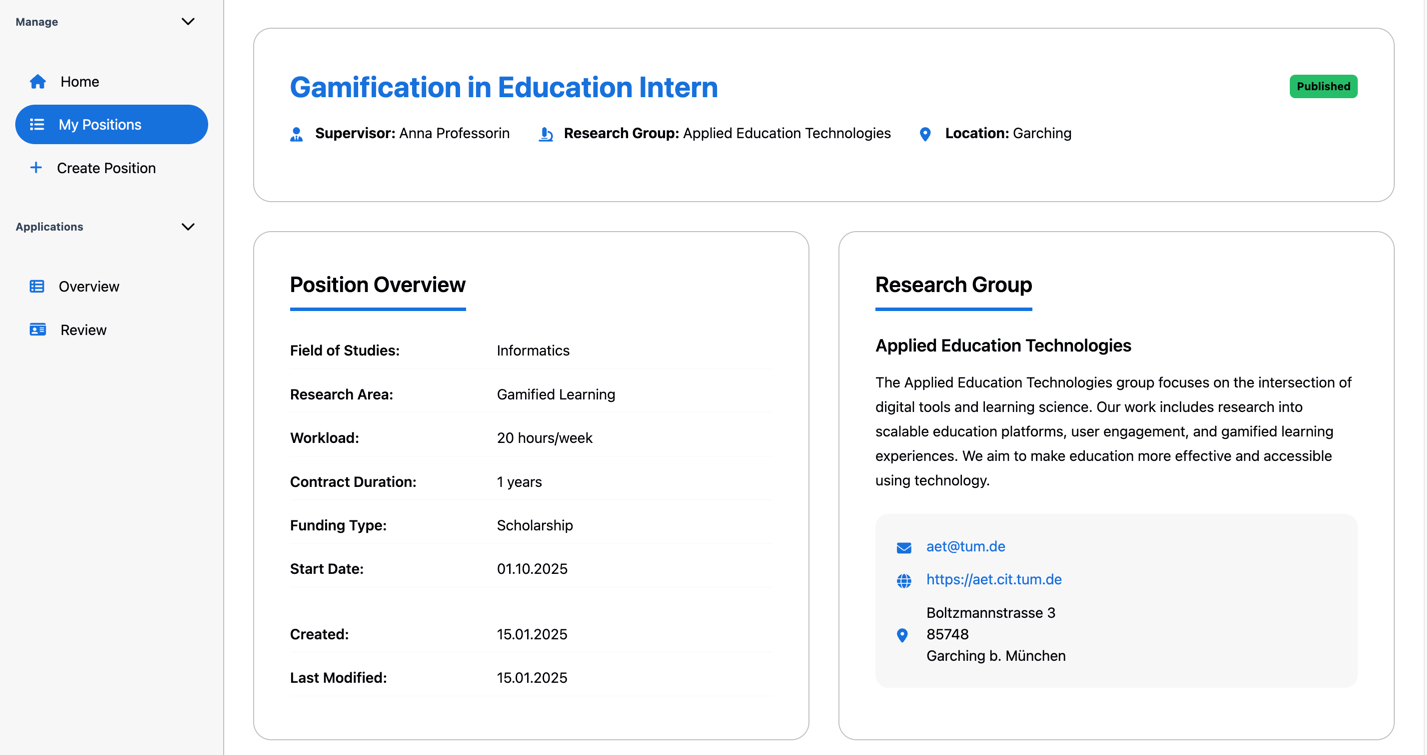 Manage
Home
My Positions
Create Position
Applications
Overview
Review
Gamification in Education Intern
Published
Supervisor: Anna Professorin Research Group: Applied Education Technologies Location: Garching
Position Overview
Field of Studies: Informatics
Research Area: Gamified Learning
Workload: 20 hours/week
Contract Duration: 1 years
Funding Type: Scholarship
Start Date: 01.10.2025
Created: 15.01.2025
Last Modified: 15.01.2025
Research Group
Applied Education Technologies
The Applied Education Technologies group focuses on the intersection of
digital tools and learning science. Our work includes research into
scalable education platforms, user engagement, and gamified learning
experiences. We aim to make education more effective and accessible
using technology.
aet@tum.de
https://aet.cit.tum.de
Boltzmannstrasse 3
85748
Garching b. München